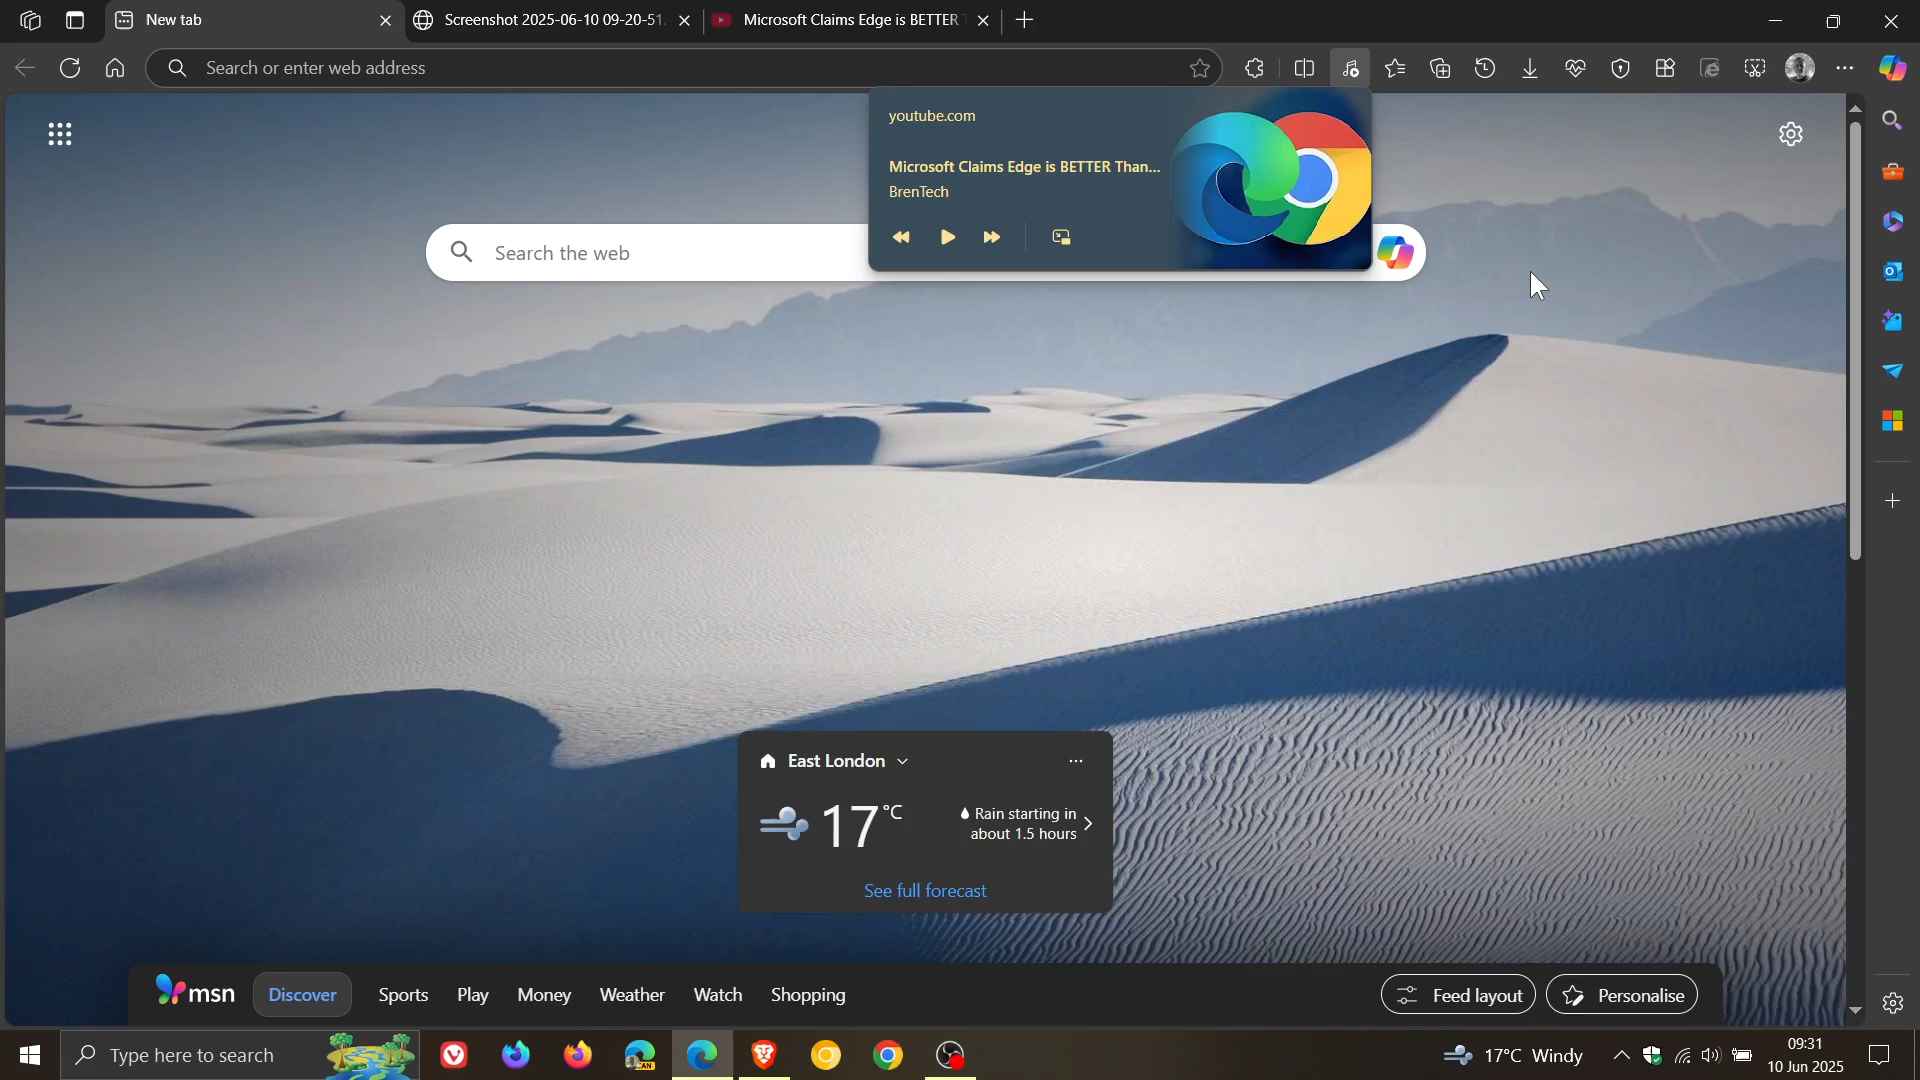 New tab
Screenshot 2025-06-10 09-20-51.
Microsoft Claims Edge is BETTER T
Search or enter web address
youtube.com
Microsoft Claims Edge is BETTER Than...
BrenTech
Search the web
East London
17°C
Rain starting in
about 1.5 hours
See full forecast
msn
Discover
Sports
Play
Money
Weather
Watch
Shopping
Feed layout
Personalise
Type here to search
17°C Windy
09:31
10 Jun 2025